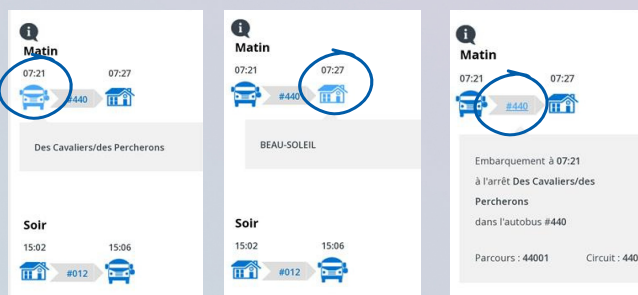 Matin
07:21 07:27
#440
Des Cavaliers/des Percherons
Soir
15:02 15:06
#012
Matin
07:21 07:27
#440
BEAU-SOLEIL
Soir
15:02 15:06
#012
Matin
07:21 07:27
#440
Embarquement à 07:21
à l'arrêt Des Cavaliers/des
Percherons
dans l'autobus #440
Parcours : 44001 Circuit : 440